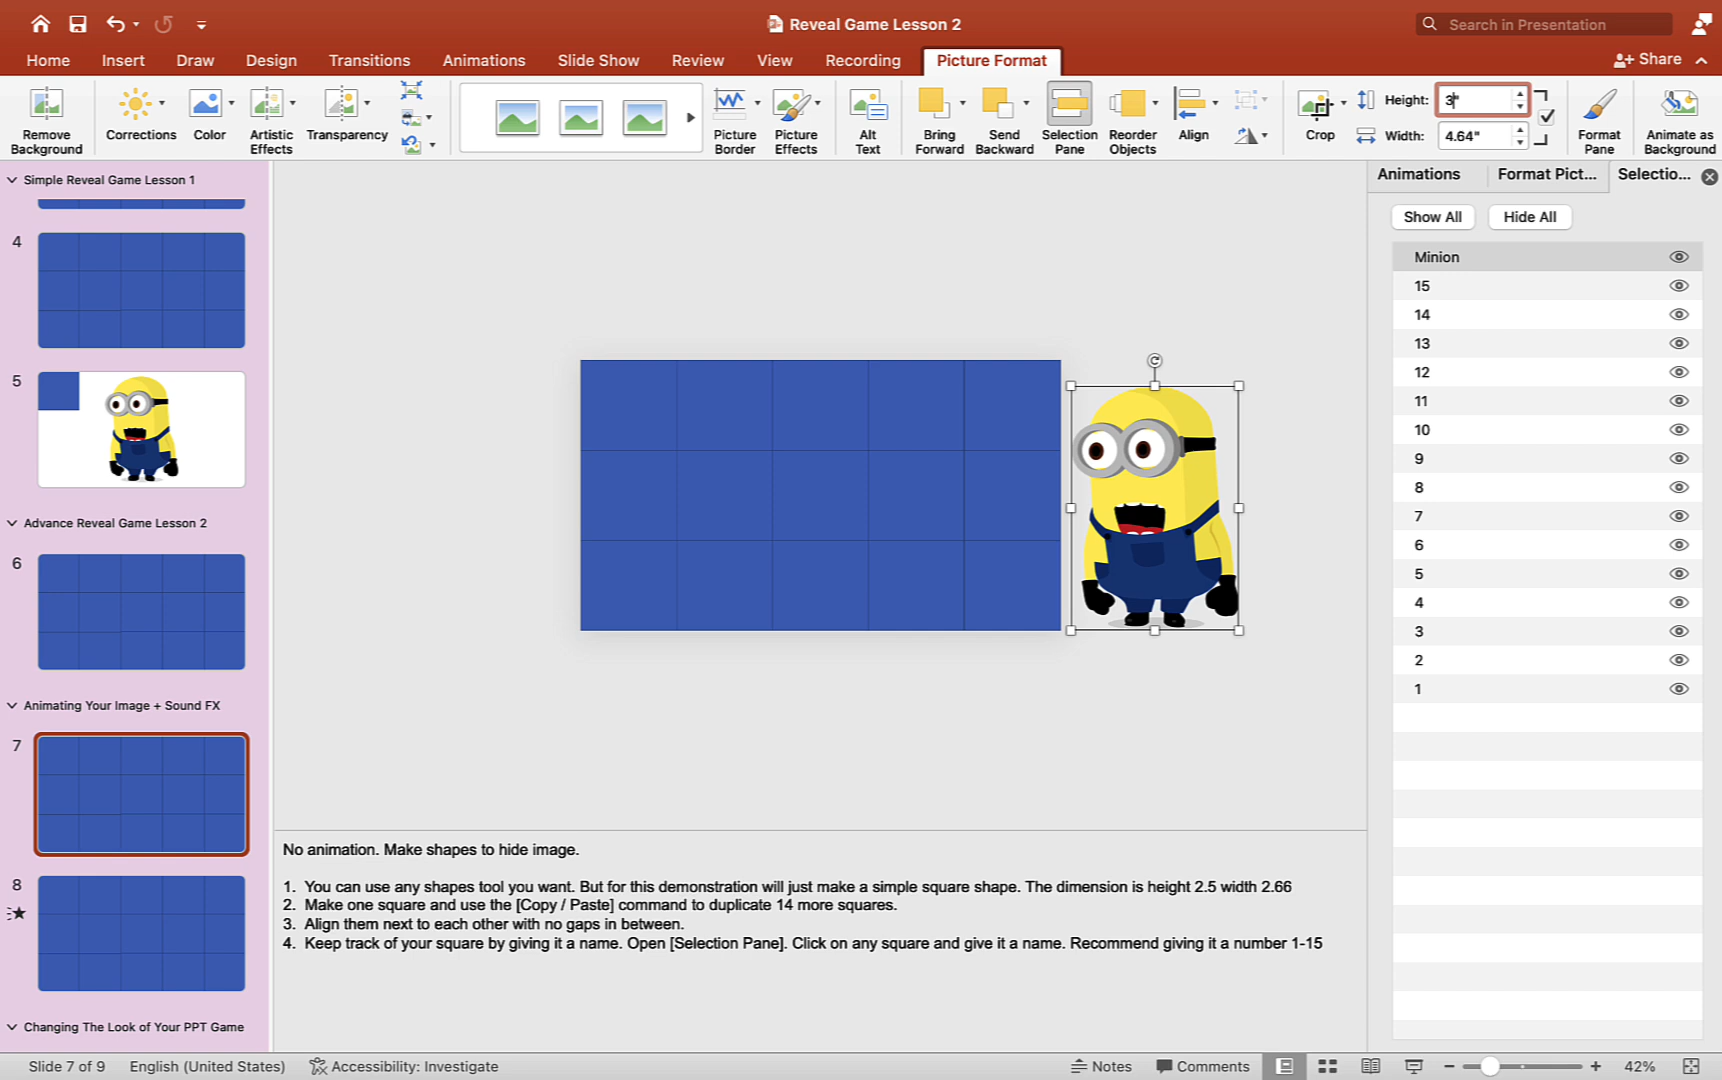 Reveal Game Lesson 2
Search in Presentation
Home Insert Draw Design Transitions Animations Slide Show Review View Recording Picture Format
Share
Remove Background
Corrections
Color
Artistic Effects
Transparency
Picture Border
Picture Effects
Alt Text
Bring Forward
Send Backward
Selection Pane
Reorder Objects
Align
Crop
Height: 3"
Width: 4.64"
Format Pane
Animate as Background
Simple Reveal Game Lesson 1
4
5
Advance Reveal Game Lesson 2
6
Animating Your Image + Sound FX
7
8
Changing The Look of Your PPT Game
Animations Format Pict... Selectio...
Show All Hide All
Minion
15
14
13
12
11
10
9
8
7
6
5
4
3
2
1
No animation. Make shapes to hide image.
1. You can use any shapes tool you want. But for this demonstration will just make a simple square shape. The dimension is height 2.5 width 2.66
2. Make one square and use the [Copy / Paste] command to duplicate 14 more squares.
3. Align them next to each other with no gaps in between.
4. Keep track of your square by giving it a name. Open [Selection Pane]. Click on any square and give it a name. Recommend giving it a number 1-15
Slide 7 of 9 English (United States) Accessibility: Investigate Notes Comments 42%